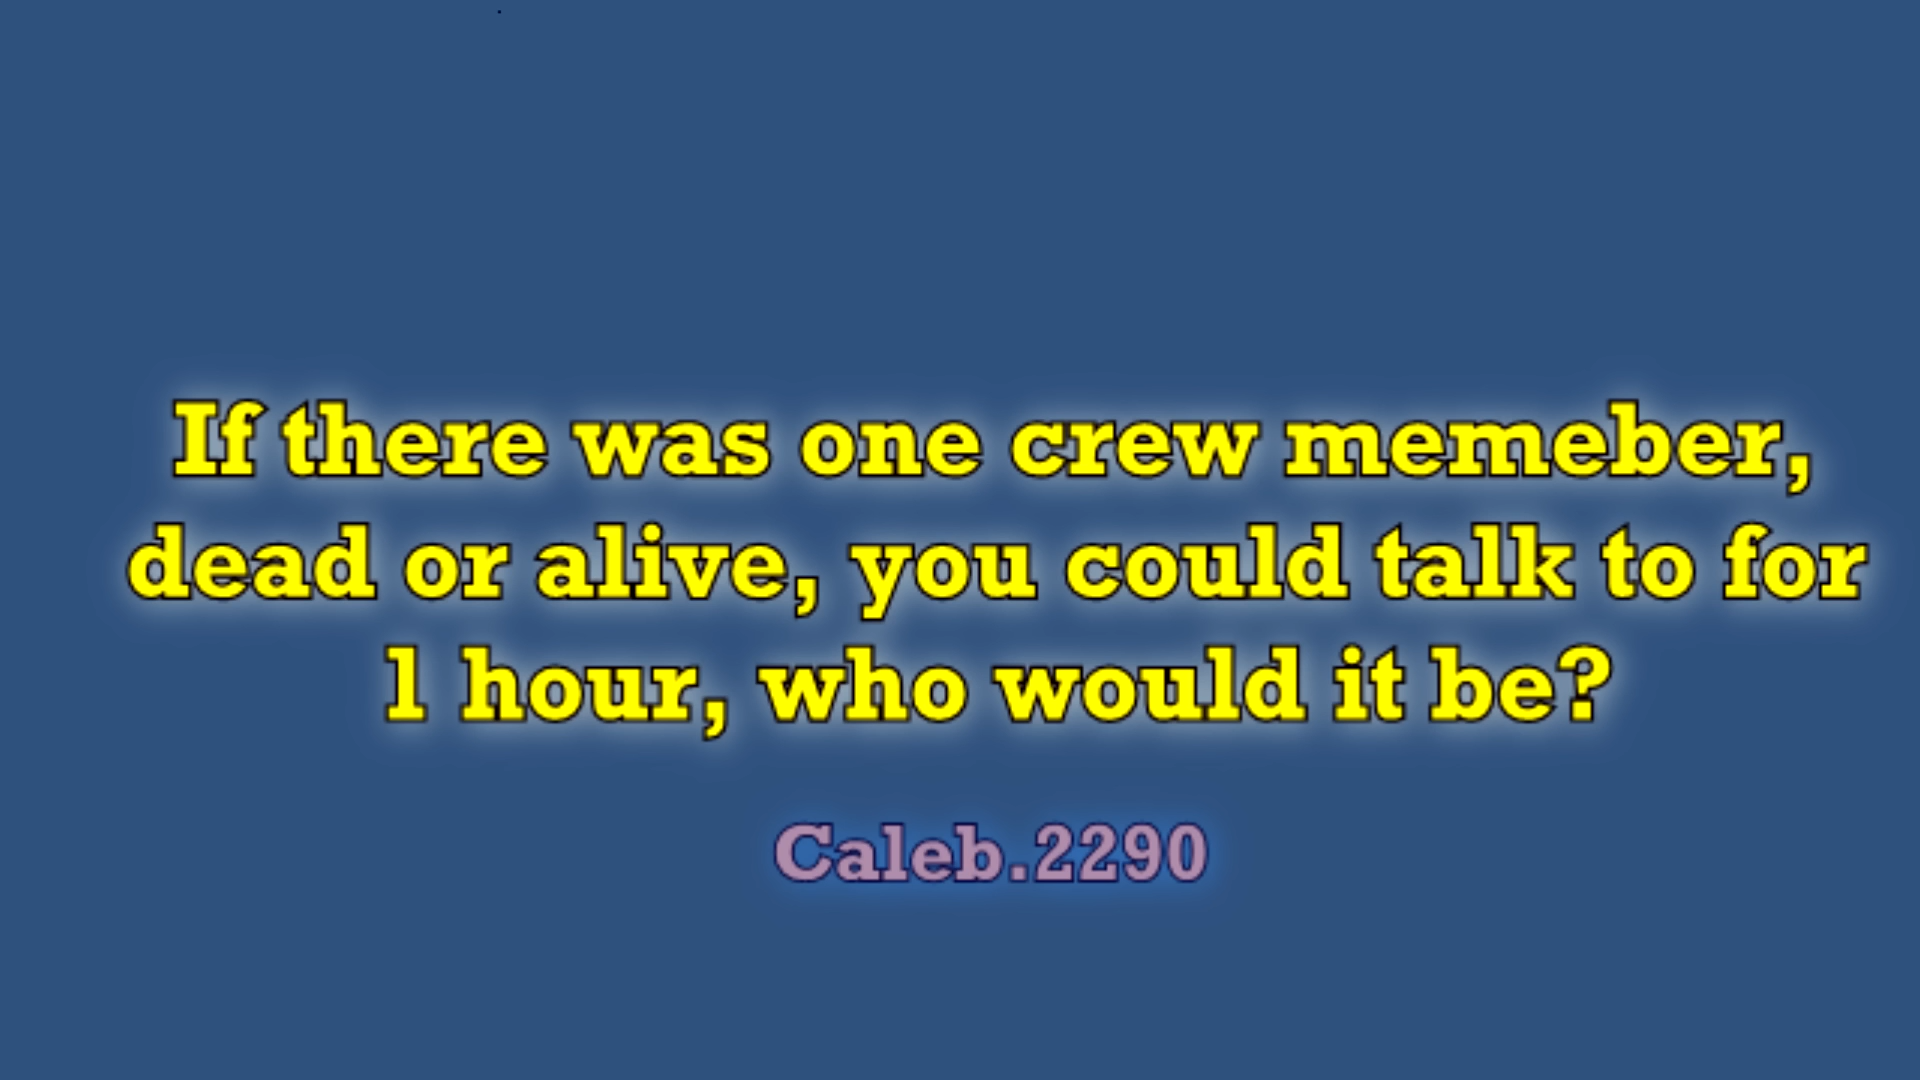 If there was one crew memeber,
dead or alive, you could talk to for
1 hour, who would it be?
Caleb.2290